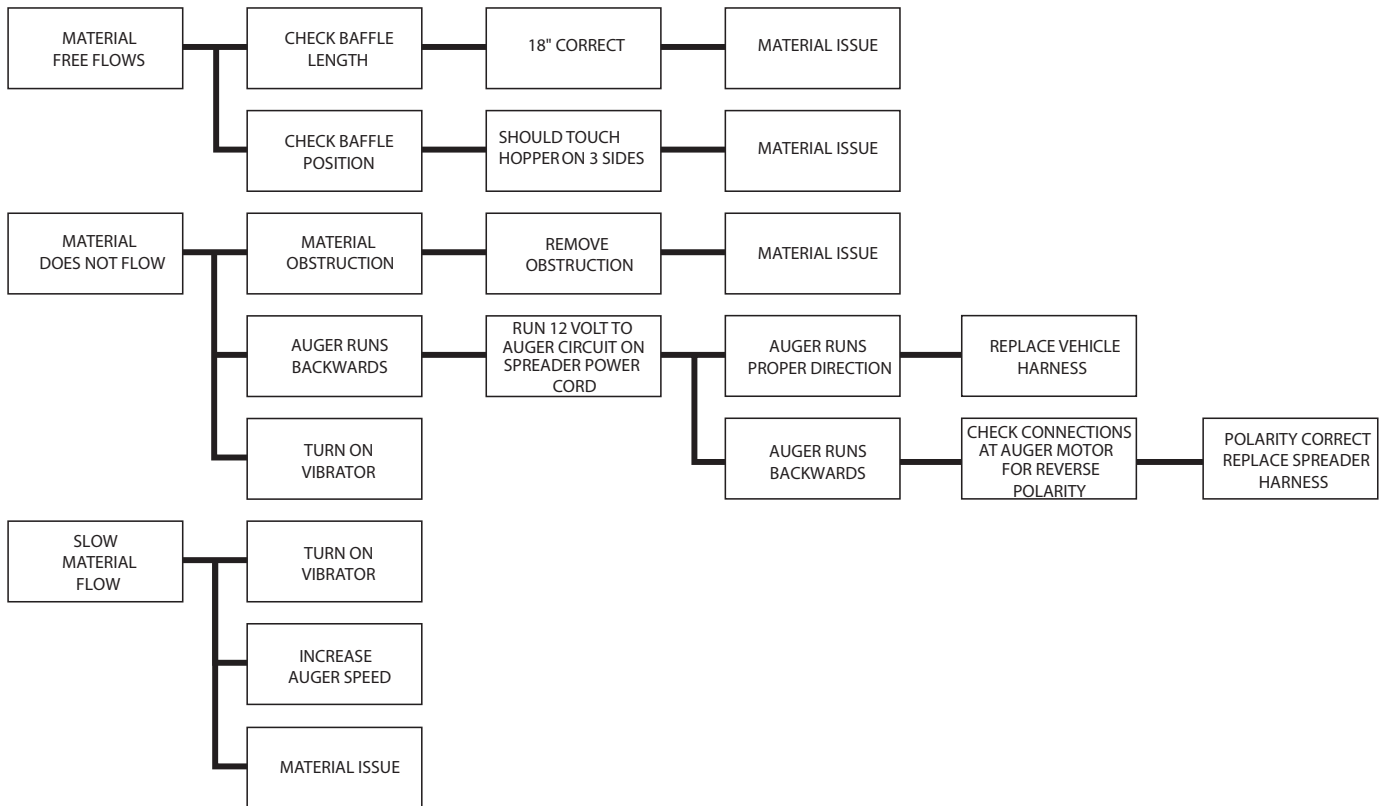 MATERIAL
FREE FLOWS
CHECK BAFFLE
LENGTH
18" CORRECT
MATERIAL ISSUE
CHECK BAFFLE
POSITION
SHOULD TOUCH
HOPPER ON 3 SIDES
MATERIAL ISSUE
MATERIAL
DOES NOT FLOW
MATERIAL
OBSTRUCTION
REMOVE
OBSTRUCTION
MATERIAL ISSUE
AUGER RUNS
BACKWARDS
RUN 12 VOLT TO
AUGER CIRCUIT ON
SPREADER POWER
CORD
AUGER RUNS
PROPER DIRECTION
REPLACE VEHICLE
HARNESS
TURN ON
VIBRATOR
AUGER RUNS
BACKWARDS
CHECK CONNECTIONS
AT AUGER MOTOR
FOR REVERSE
POLARITY
POLARITY CORRECT
REPLACE SPREADER
HARNESS
SLOW
MATERIAL
FLOW
TURN ON
VIBRATOR
INCREASE
AUGER SPEED
MATERIAL ISSUE